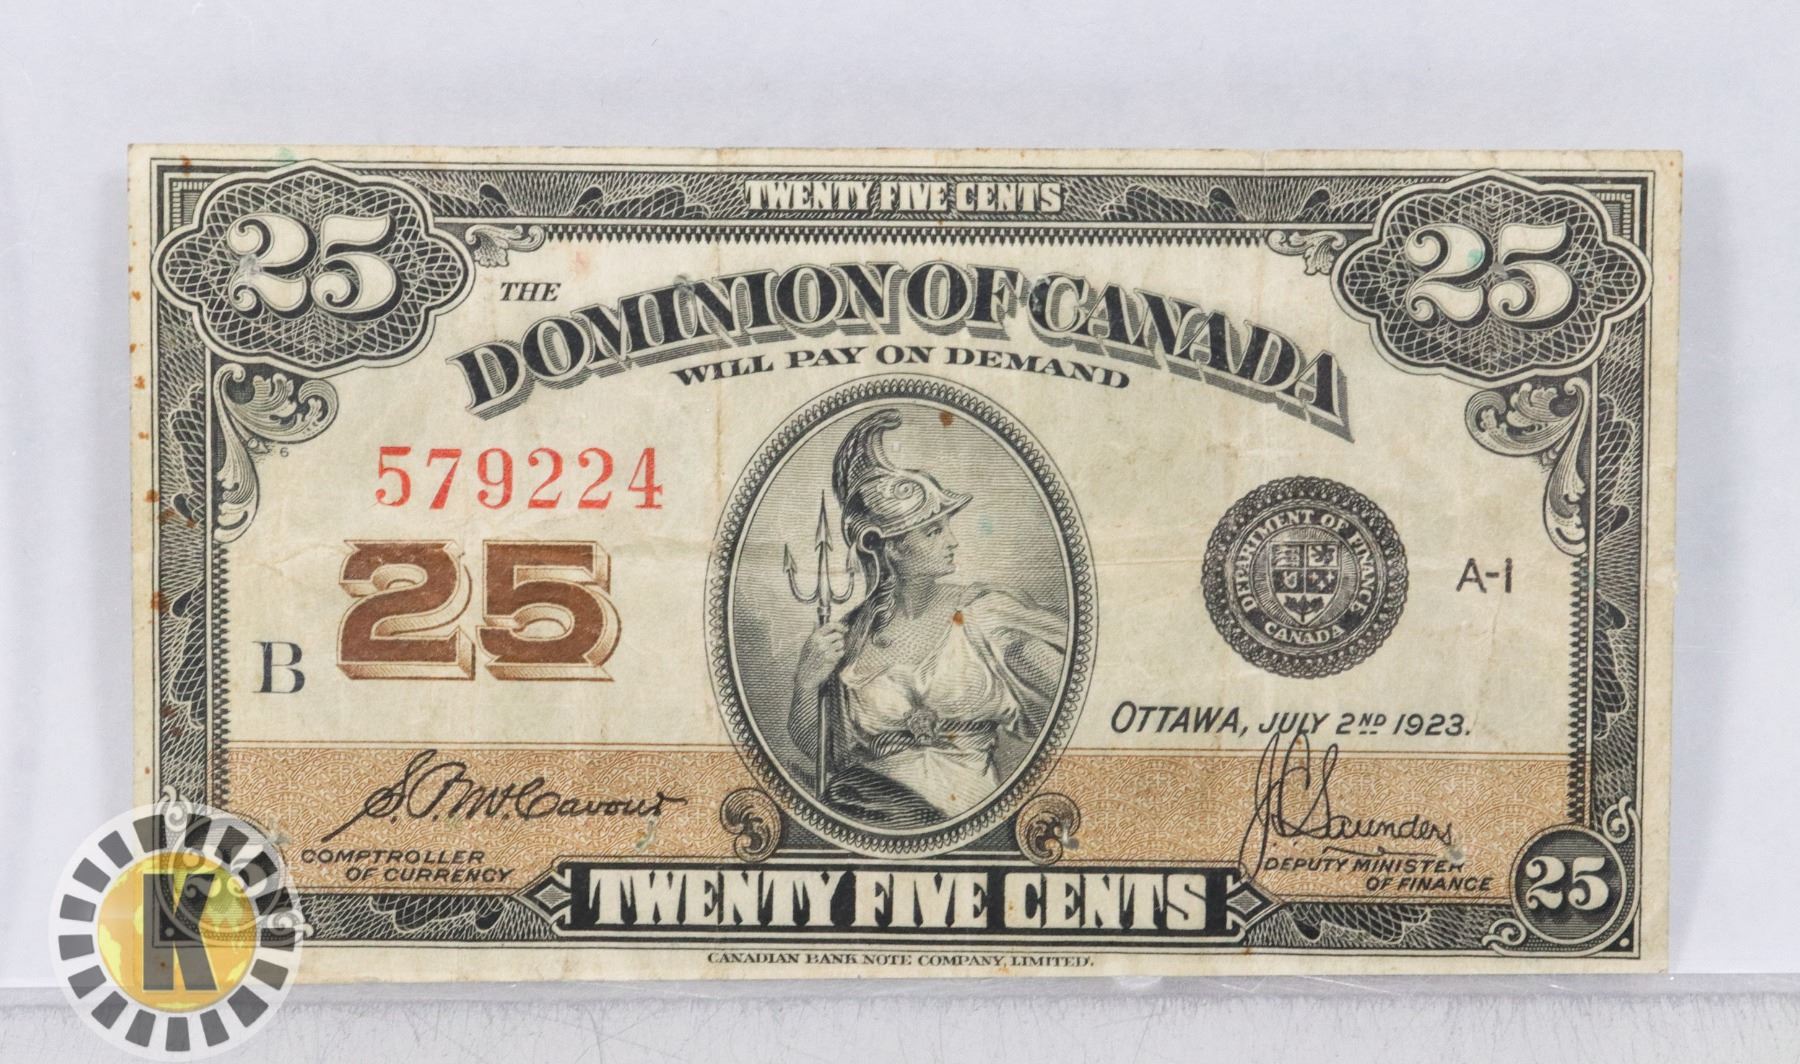 TWENTY FIVE CENTS
25
25
THE
DOMINION OF CANADA
WILL PAY ON DEMAND
6
579224
25
B
DEPARTMENT OF FINANCE
CANADA
A-1
OTTAWA, JULY 2ND 1923.
S.P. McCavour
COMPTROLLER
OF CURRENCY
J C Saunders
DEPUTY MINISTER
OF FINANCE
25
TWENTY FIVE CENTS
CANADIAN BANK NOTE COMPANY, LIMITED.
K